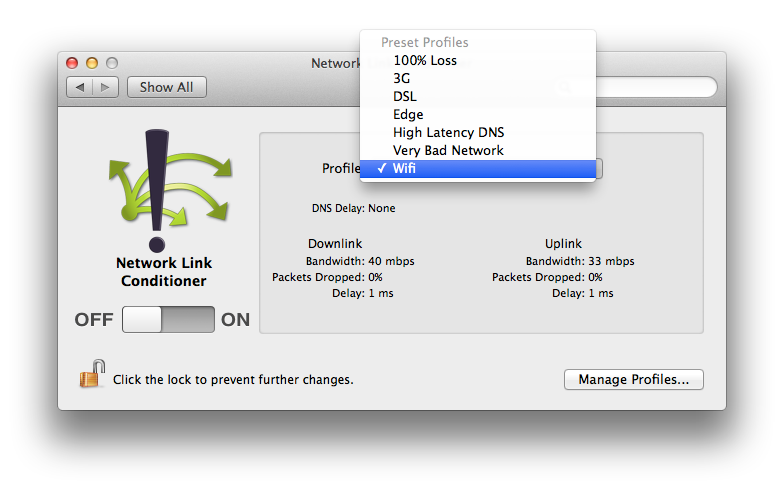 Preset Profiles
Network
100% Loss
3G
Show All
DSL
Edge
High Latency DNS
Very Bad Network
Profile
✓ Wifi
DNS Delay: None
Downlink
Uplink
Bandwidth: 40 mbps
Bandwidth: 33 mbps
Packets Dropped: 0%
Packets Dropped: 0%
Delay: 1 ms
Delay: 1 ms
Network Link
Conditioner
OFF
ON
Click the lock to prevent further changes.
Manage Profiles...